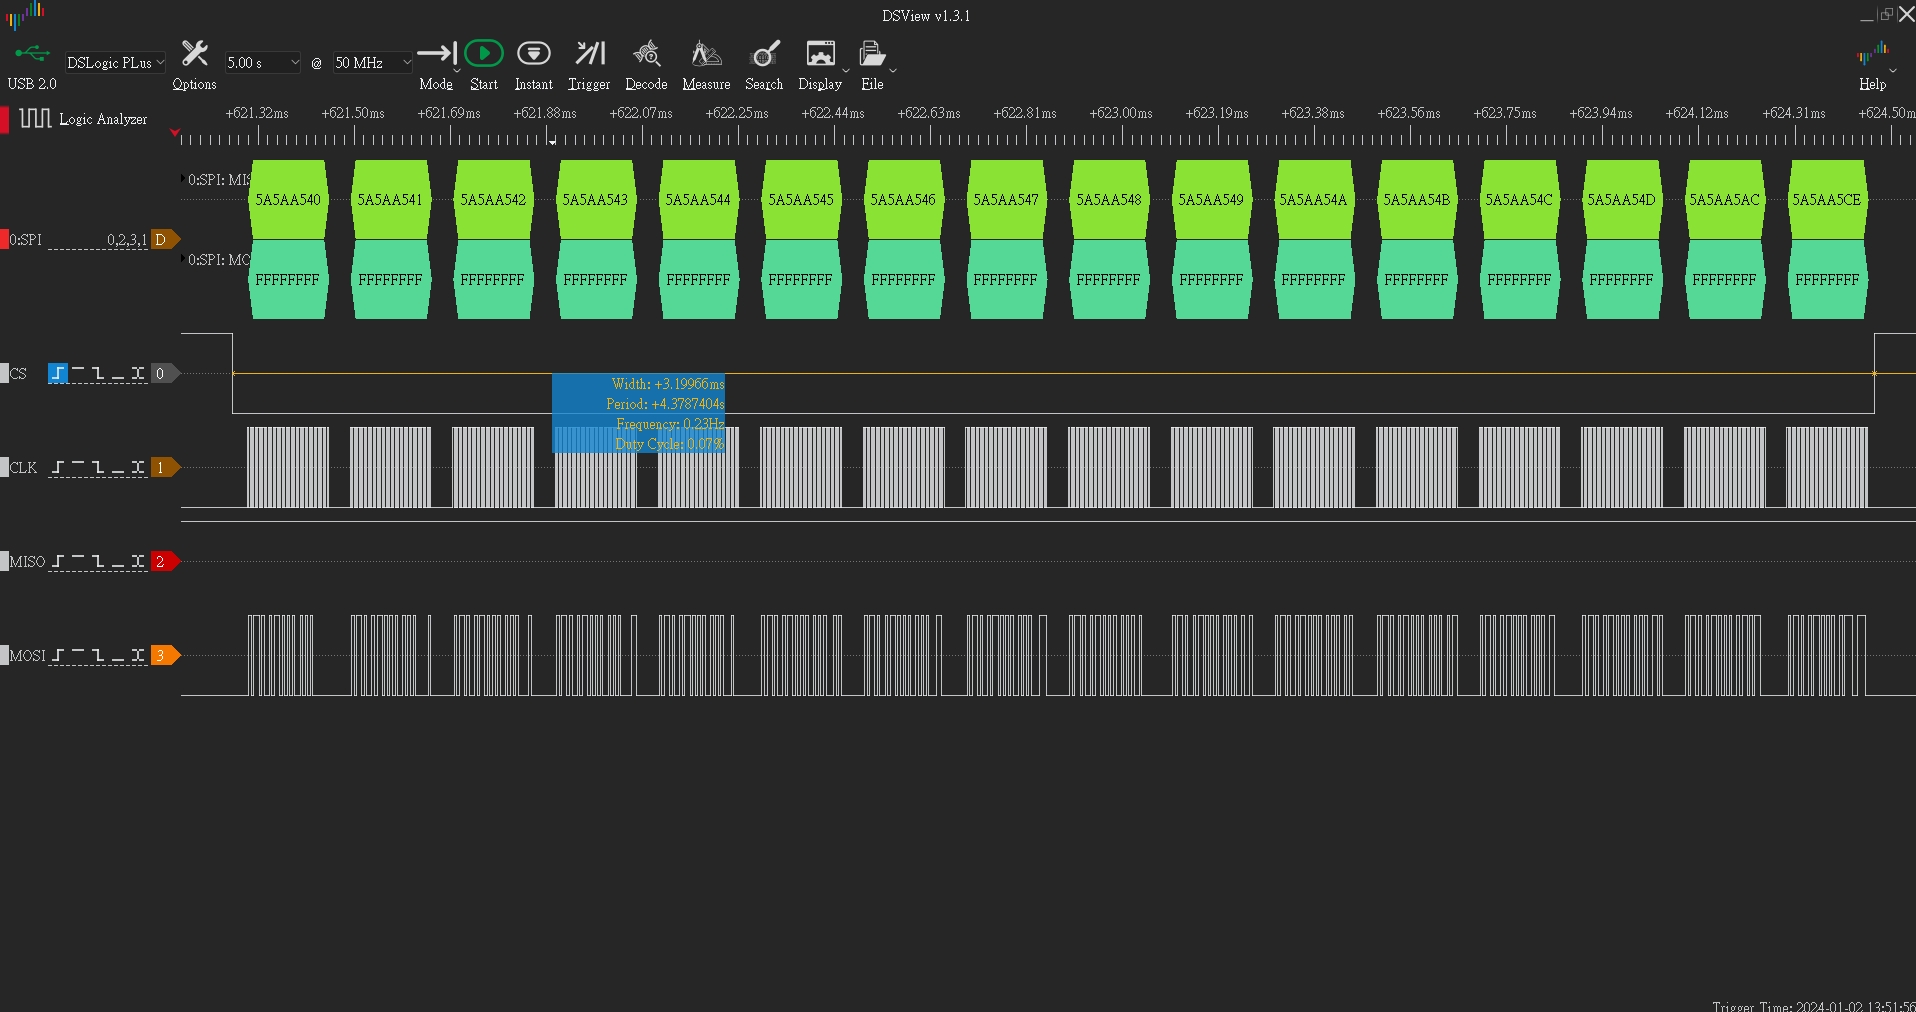 DSView v1.3.1
USB 2.0
DSLogic PLus
Options
5.00 s
@
50 MHz
Mode
Start
Instant
Trigger
Decode
Measure
Search
Display
File
Help
Logic Analyzer
+621.32ms +621.50ms +621.69ms +621.88ms +622.07ms +622.25ms +622.44ms +622.63ms +622.81ms +623.00ms +623.19ms +623.38ms +623.56ms +623.75ms +623.94ms +624.12ms +624.31ms +624.50m
0:SPI: MIS
5A5AA540 5A5AA541 5A5AA542 5A5AA543 5A5AA544 5A5AA545 5A5AA546 5A5AA547 5A5AA548 5A5AA549 5A5AA54A 5A5AA54B 5A5AA54C 5A5AA54D 5A5AA5AC 5A5AA5CE
0:SPI 0,2,3,1 D
0:SPI: MO
FFFFFFFF FFFFFFFF FFFFFFFF FFFFFFFF FFFFFFFF FFFFFFFF FFFFFFFF FFFFFFFF FFFFFFFF FFFFFFFF FFFFFFFF FFFFFFFF FFFFFFFF FFFFFFFF FFFFFFFF FFFFFFFF
CS 0
Width: +3.19966ms
Period: +4.3787404s
Frequency: 0.23Hz
Duty Cycle: 0.07%
CLK 1
MISO 2
MOSI 3
Trigger Time: 2024-01-02 13:51:56